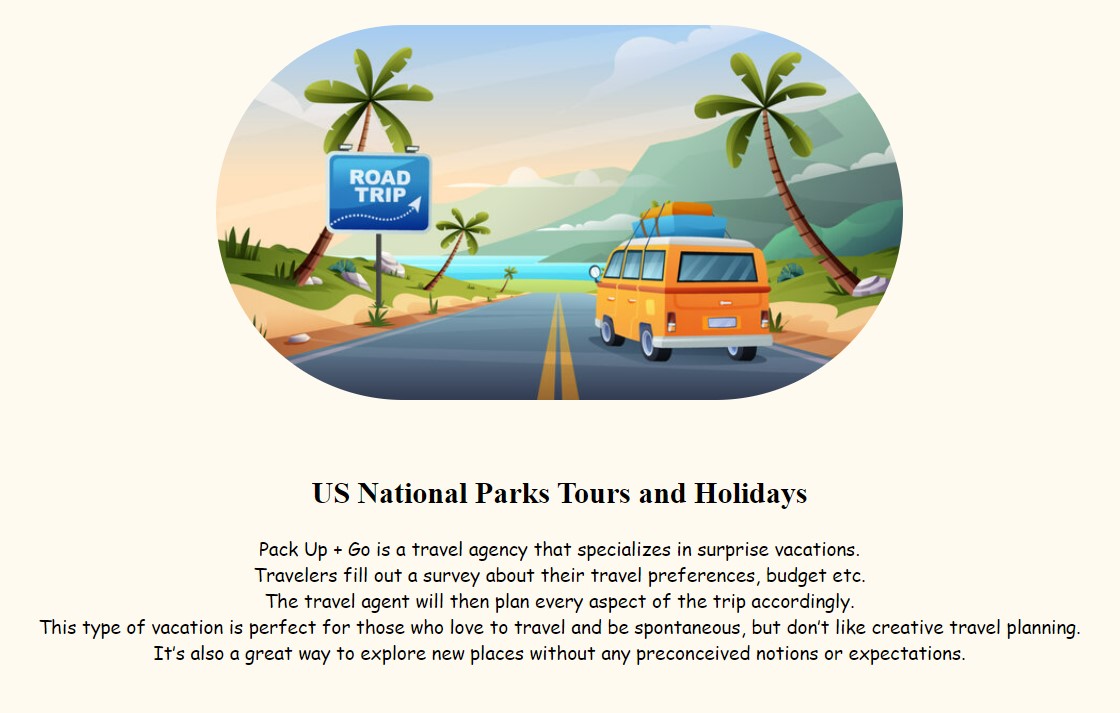 ROAD
TRIP
US National Parks Tours and Holidays
Pack Up + Go is a travel agency that specializes in surprise vacations.
Travelers fill out a survey about their travel preferences, budget etc.
The travel agent will then plan every aspect of the trip accordingly.
This type of vacation is perfect for those who love to travel and be spontaneous, but don’t like creative travel planning.
It’s also a great way to explore new places without any preconceived notions or expectations.